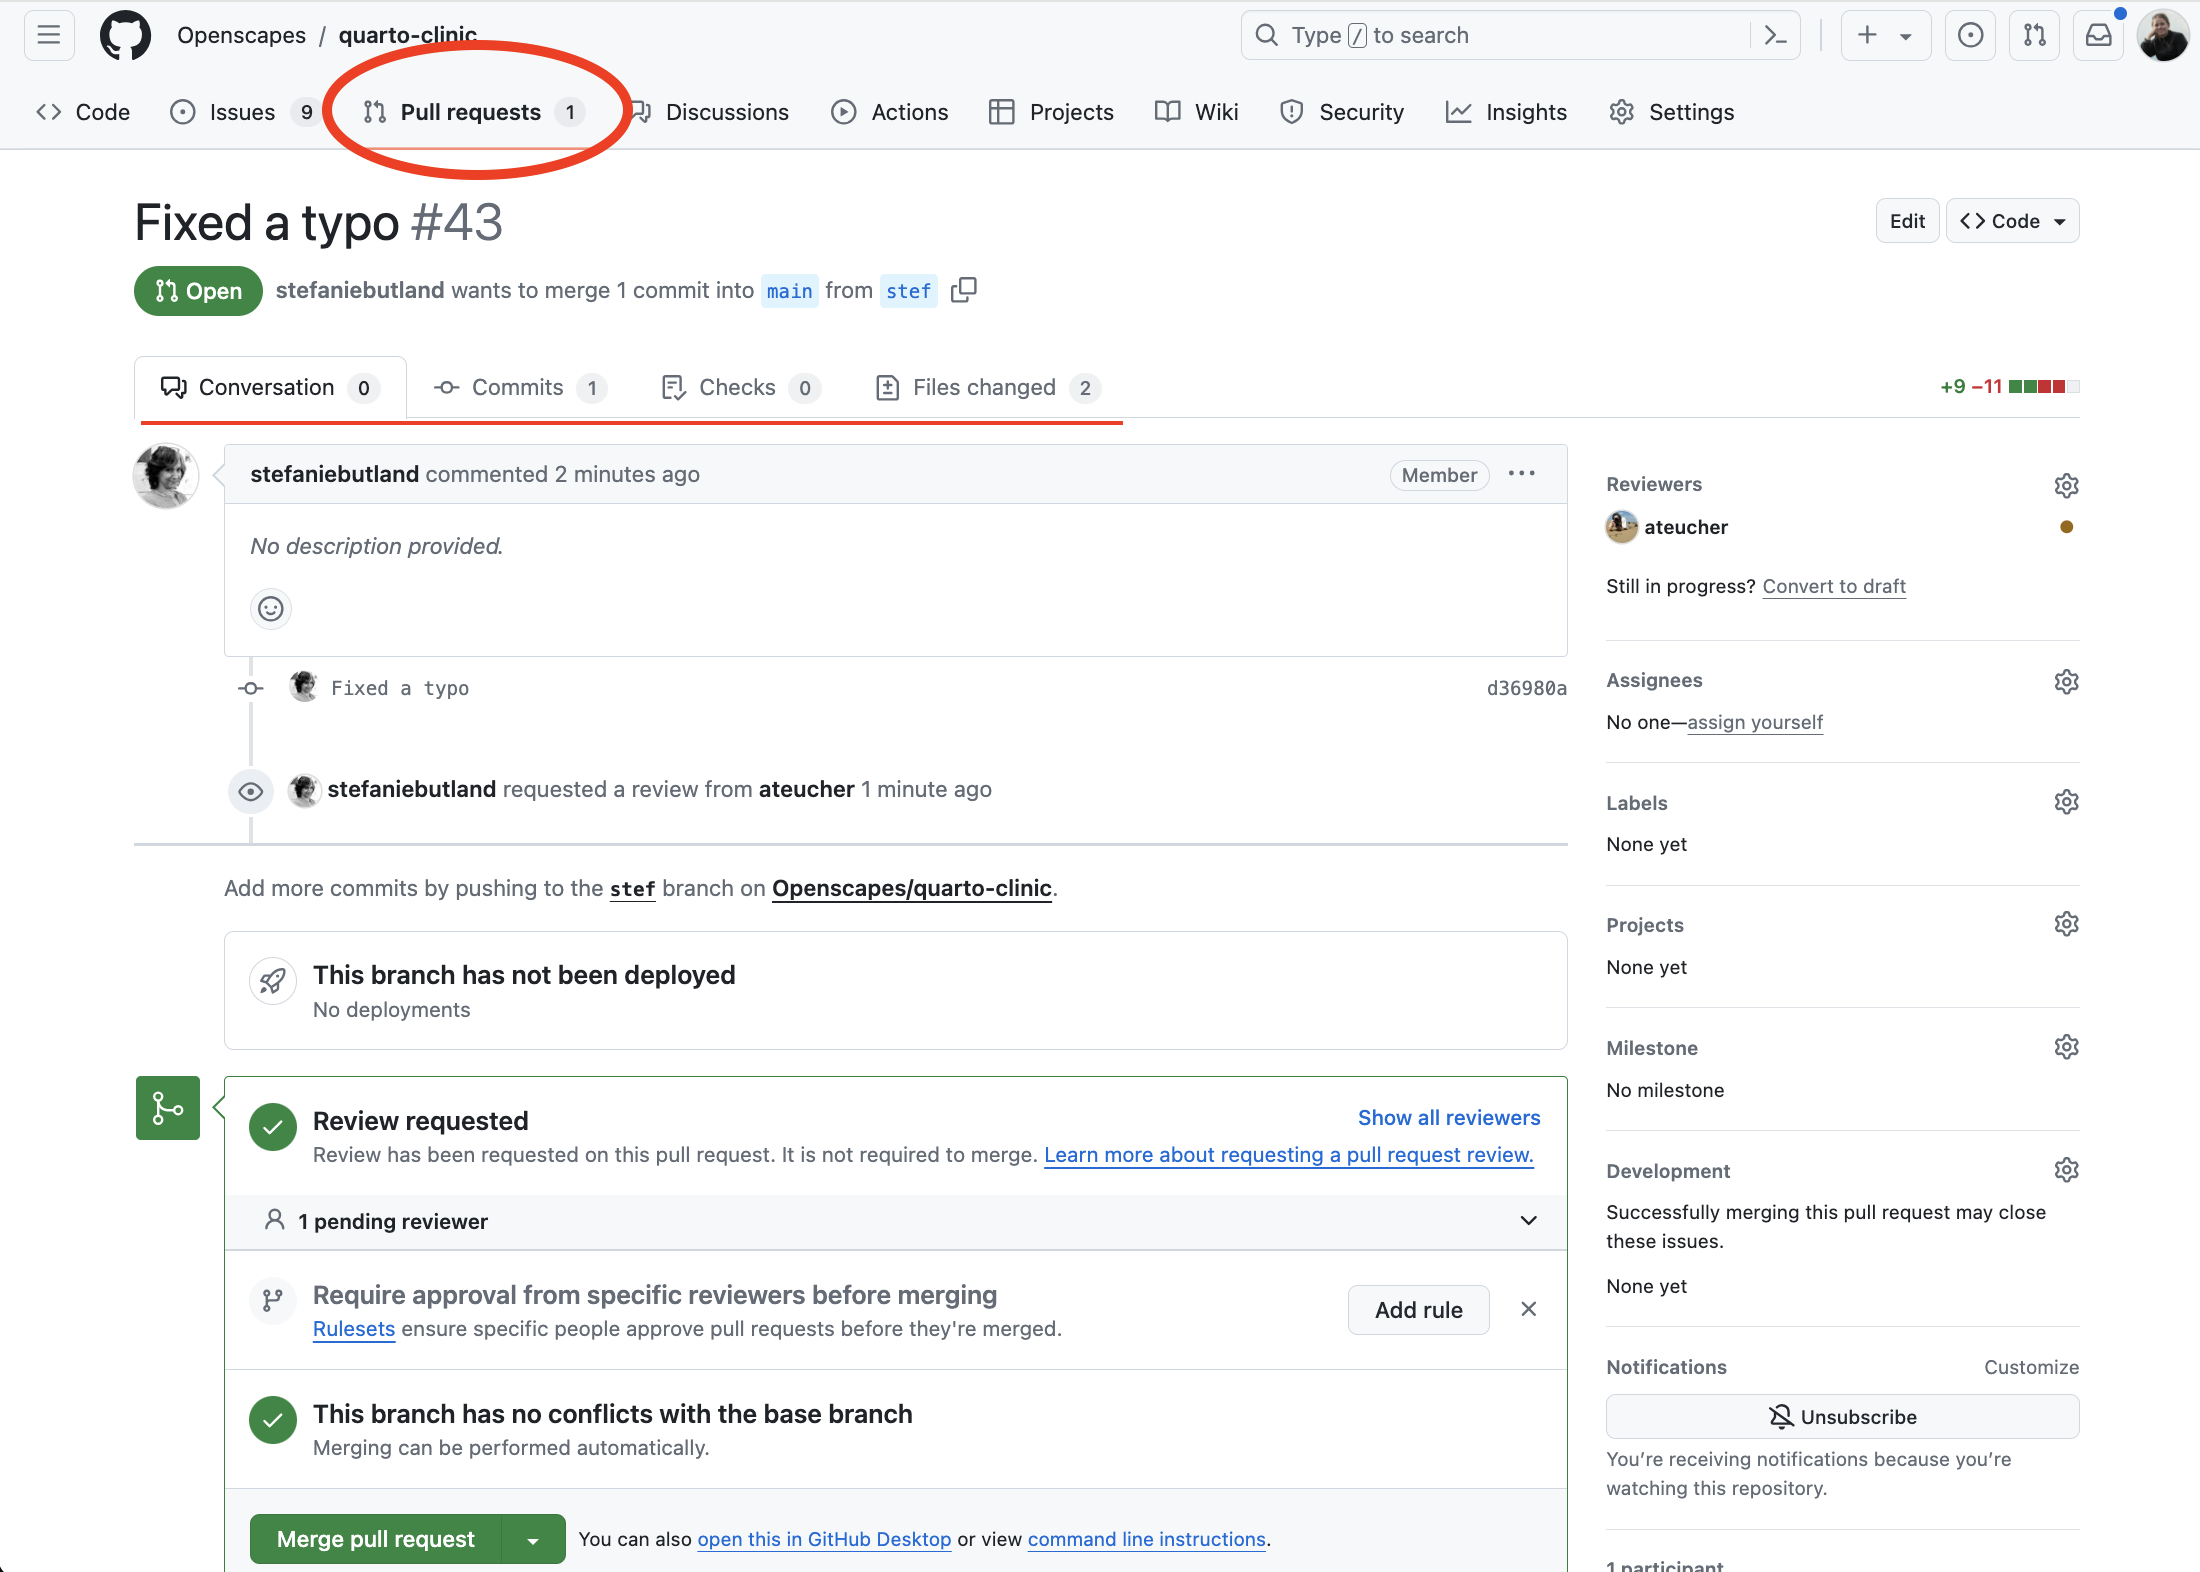 Openscapes / quarto-clinic
Type / to search
Code
Issues 9
Pull requests 1
Discussions
Actions
Projects
Wiki
Security
Insights
Settings
Fixed a typo #43
Edit
Code
Open
stefaniebutland wants to merge 1 commit into main from stef
Conversation 0
Commits 1
Checks 0
Files changed 2
+9 −11
stefaniebutland commented 2 minutes ago
Member
No description provided.
Fixed a typo
d36980a
stefaniebutland requested a review from ateucher 1 minute ago
Add more commits by pushing to the stef branch on Openscapes/quarto-clinic.
This branch has not been deployed
No deployments
Review requested
Show all reviewers
Review has been requested on this pull request. It is not required to merge. Learn more about requesting a pull request review.
1 pending reviewer
Require approval from specific reviewers before merging
Rulesets ensure specific people approve pull requests before they're merged.
Add rule
This branch has no conflicts with the base branch
Merging can be performed automatically.
Merge pull request
You can also open this in GitHub Desktop or view command line instructions.
Reviewers
ateucher
Still in progress? Convert to draft
Assignees
No one—assign yourself
Labels
None yet
Projects
None yet
Milestone
No milestone
Development
Successfully merging this pull request may close
these issues.
None yet
Notifications
Customize
Unsubscribe
You’re receiving notifications because you’re
watching this repository.
1 participant